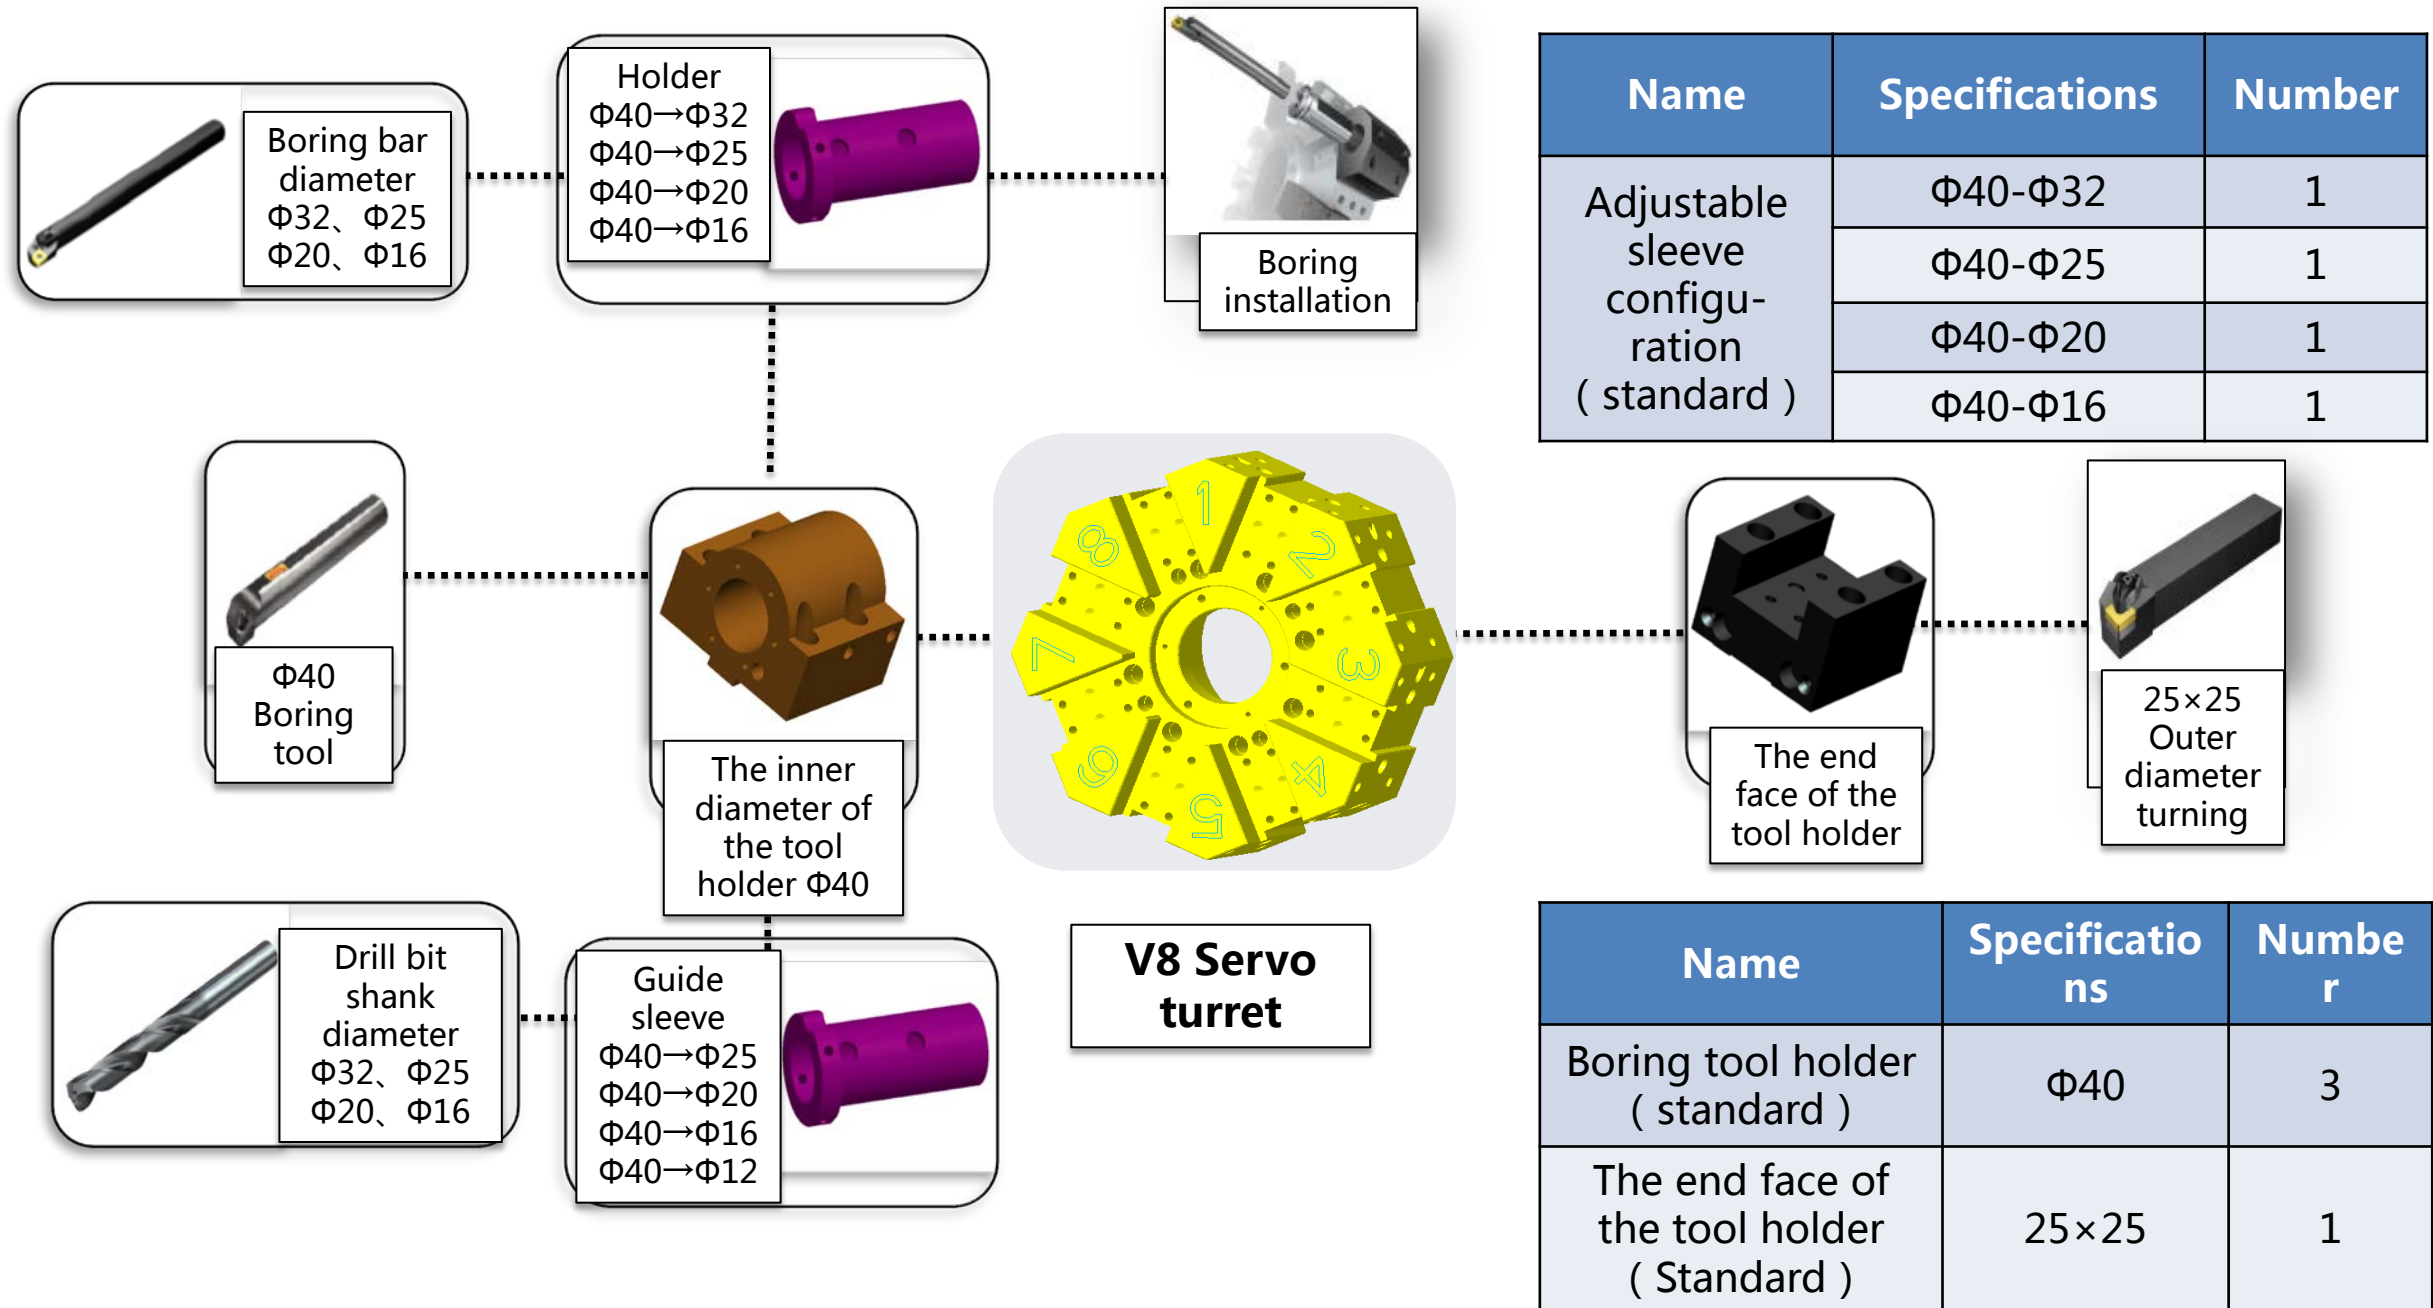 Boring bar
diameter
Φ32、Φ25
Φ20、Φ16
Holder
Φ40→Φ32
Φ40→Φ25
Φ40→Φ20
Φ40→Φ16
Boring
installation
Name Specifications Number
Adjustable
sleeve
configu-
ration
( standard )
Φ40-Φ32 1
Φ40-Φ25 1
Φ40-Φ20 1
Φ40-Φ16 1
Φ40
Boring
tool
The inner
diameter of
the tool
holder Φ40
1
2
3
4
5
6
7
8
V8 Servo
turret
The end
face of the
tool holder
25×25
Outer
diameter
turning
Drill bit
shank
diameter
Φ32、Φ25
Φ20、Φ16
Guide
sleeve
Φ40→Φ25
Φ40→Φ20
Φ40→Φ16
Φ40→Φ12
Name Specificatio Numbe
ns r
Boring tool holder
( standard )
Φ40 3
The end face of
the tool holder
( Standard )
25×25 1